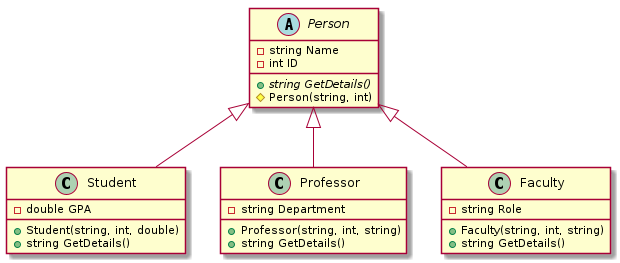 A Person
string Name
int ID
string GetDetails()
Person(string, int)
C Student
double GPA
Student(string, int, double)
string GetDetails()
C Professor
string Department
Professor(string, int, string)
string GetDetails()
C Faculty
string Role
Faculty(string, int, string)
string GetDetails()